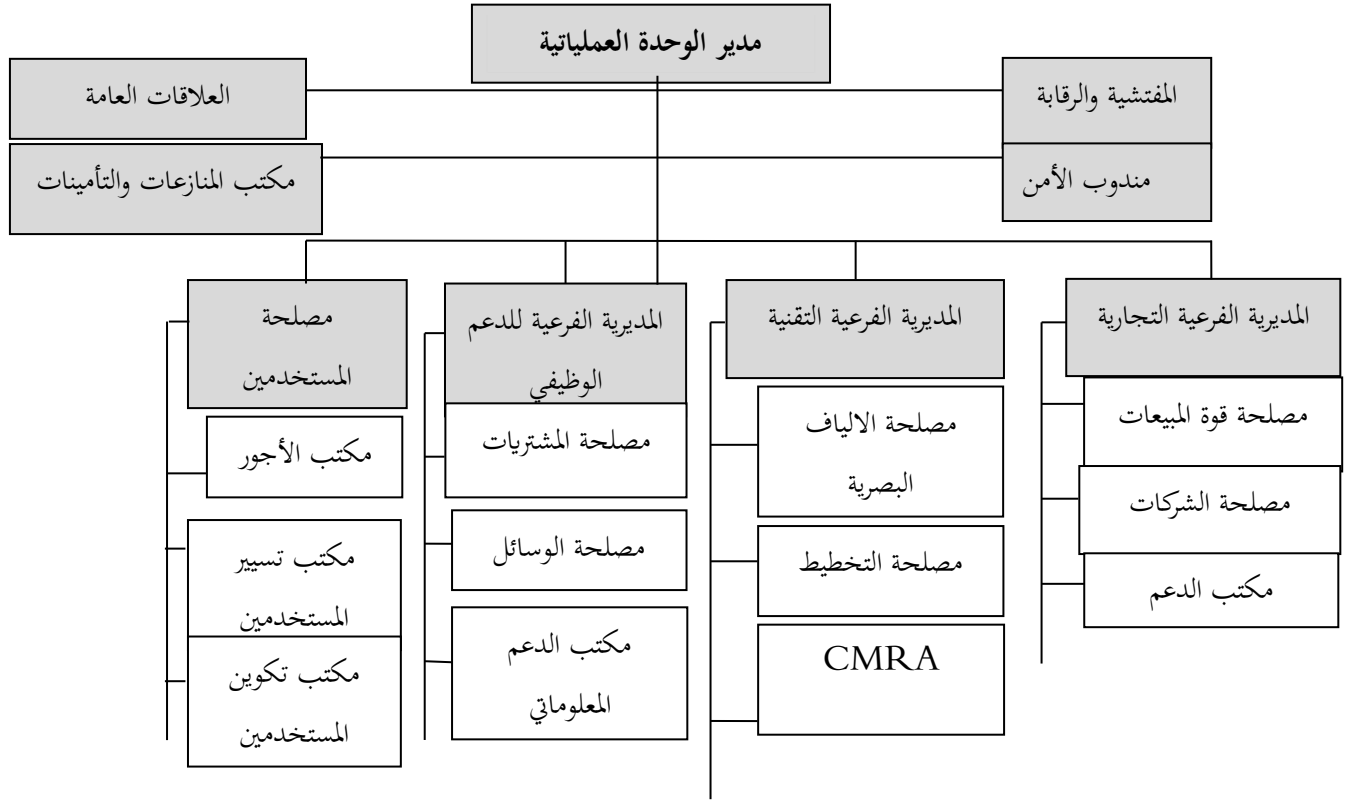 مدير الوحدة العملياتية
المفتشية والرقابة
العلاقات العامة
مندوب الأمن
مكتب المنازعات والتأمينات
المديرية الفرعية التجارية
مصلحة قوة المبيعات
مصلحة الشركات
مكتب الدعم
المديرية الفرعية التقنية
مصلحة الالياف
البصرية
مصلحة التخطيط
CMRA
المديرية الفرعية للدعم
الوظيفي
مصلحة المشتريات
مصلحة الوسائل
مكتب الدعم
المعلوماتي
مصلحة
المستخدمين
مكتب الأجور
مكتب تسيير
المستخدمين
مكتب تكوين
المستخدمين